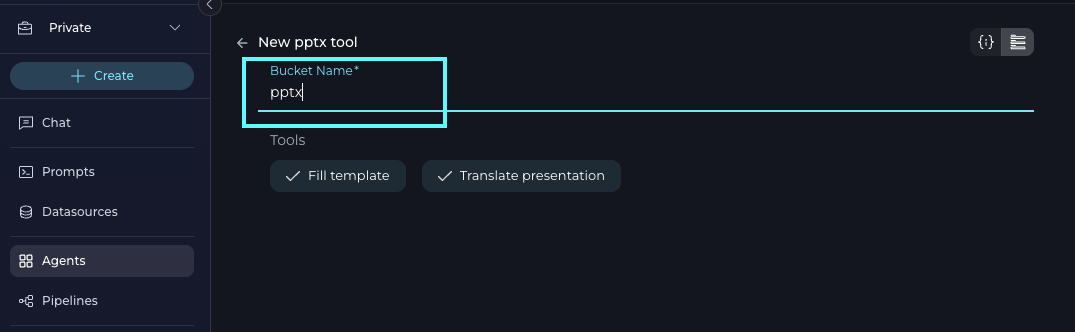 Private
Create
Chat
Prompts
Datasources
Agents
Pipelines
New pptx tool
{i}
Bucket Name*
pptx
Tools
Fill template
Translate presentation